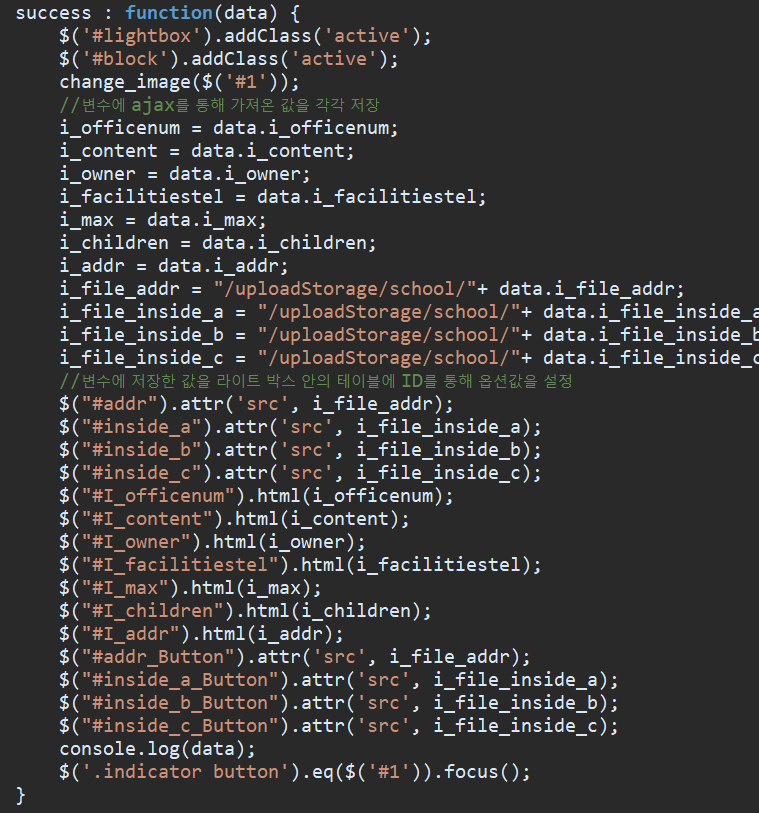 success : function(data) {
    $('#lightbox').addClass('active');
    $('#block').addClass('active');
    change_image($('#1'));
    //변수에 ajax를 통해 가져온 값을 각각 저장
    i_officenum = data.i_officenum;
    i_content = data.i_content;
    i_owner = data.i_owner;
    i_facilitiestel = data.i_facilitiestel;
    i_max = data.i_max;
    i_children = data.i_children;
    i_addr = data.i_addr;
    i_file_addr = "/uploadStorage/school/"+ data.i_file_addr;
    i_file_inside_a = "/uploadStorage/school/"+ data.i_file_inside_a
    i_file_inside_b = "/uploadStorage/school/"+ data.i_file_inside_b
    i_file_inside_c = "/uploadStorage/school/"+ data.i_file_inside_c
    //변수에 저장한 값을 라이트 박스 안의 테이블에 ID를 통해 옵션값을 설정
    $("#addr").attr('src', i_file_addr);
    $("#inside_a").attr('src', i_file_inside_a);
    $("#inside_b").attr('src', i_file_inside_b);
    $("#inside_c").attr('src', i_file_inside_c);
    $("#I_officenum").html(i_officenum);
    $("#I_content").html(i_content);
    $("#I_owner").html(i_owner);
    $("#I_facilitiestel").html(i_facilitiestel);
    $("#I_max").html(i_max);
    $("#I_children").html(i_children);
    $("#I_addr").html(i_addr);
    $("#addr_Button").attr('src', i_file_addr);
    $("#inside_a_Button").attr('src', i_file_inside_a);
    $("#inside_b_Button").attr('src', i_file_inside_b);
    $("#inside_c_Button").attr('src', i_file_inside_c);
    console.log(data);
    $('.indicator button').eq($('#1')).focus();
}